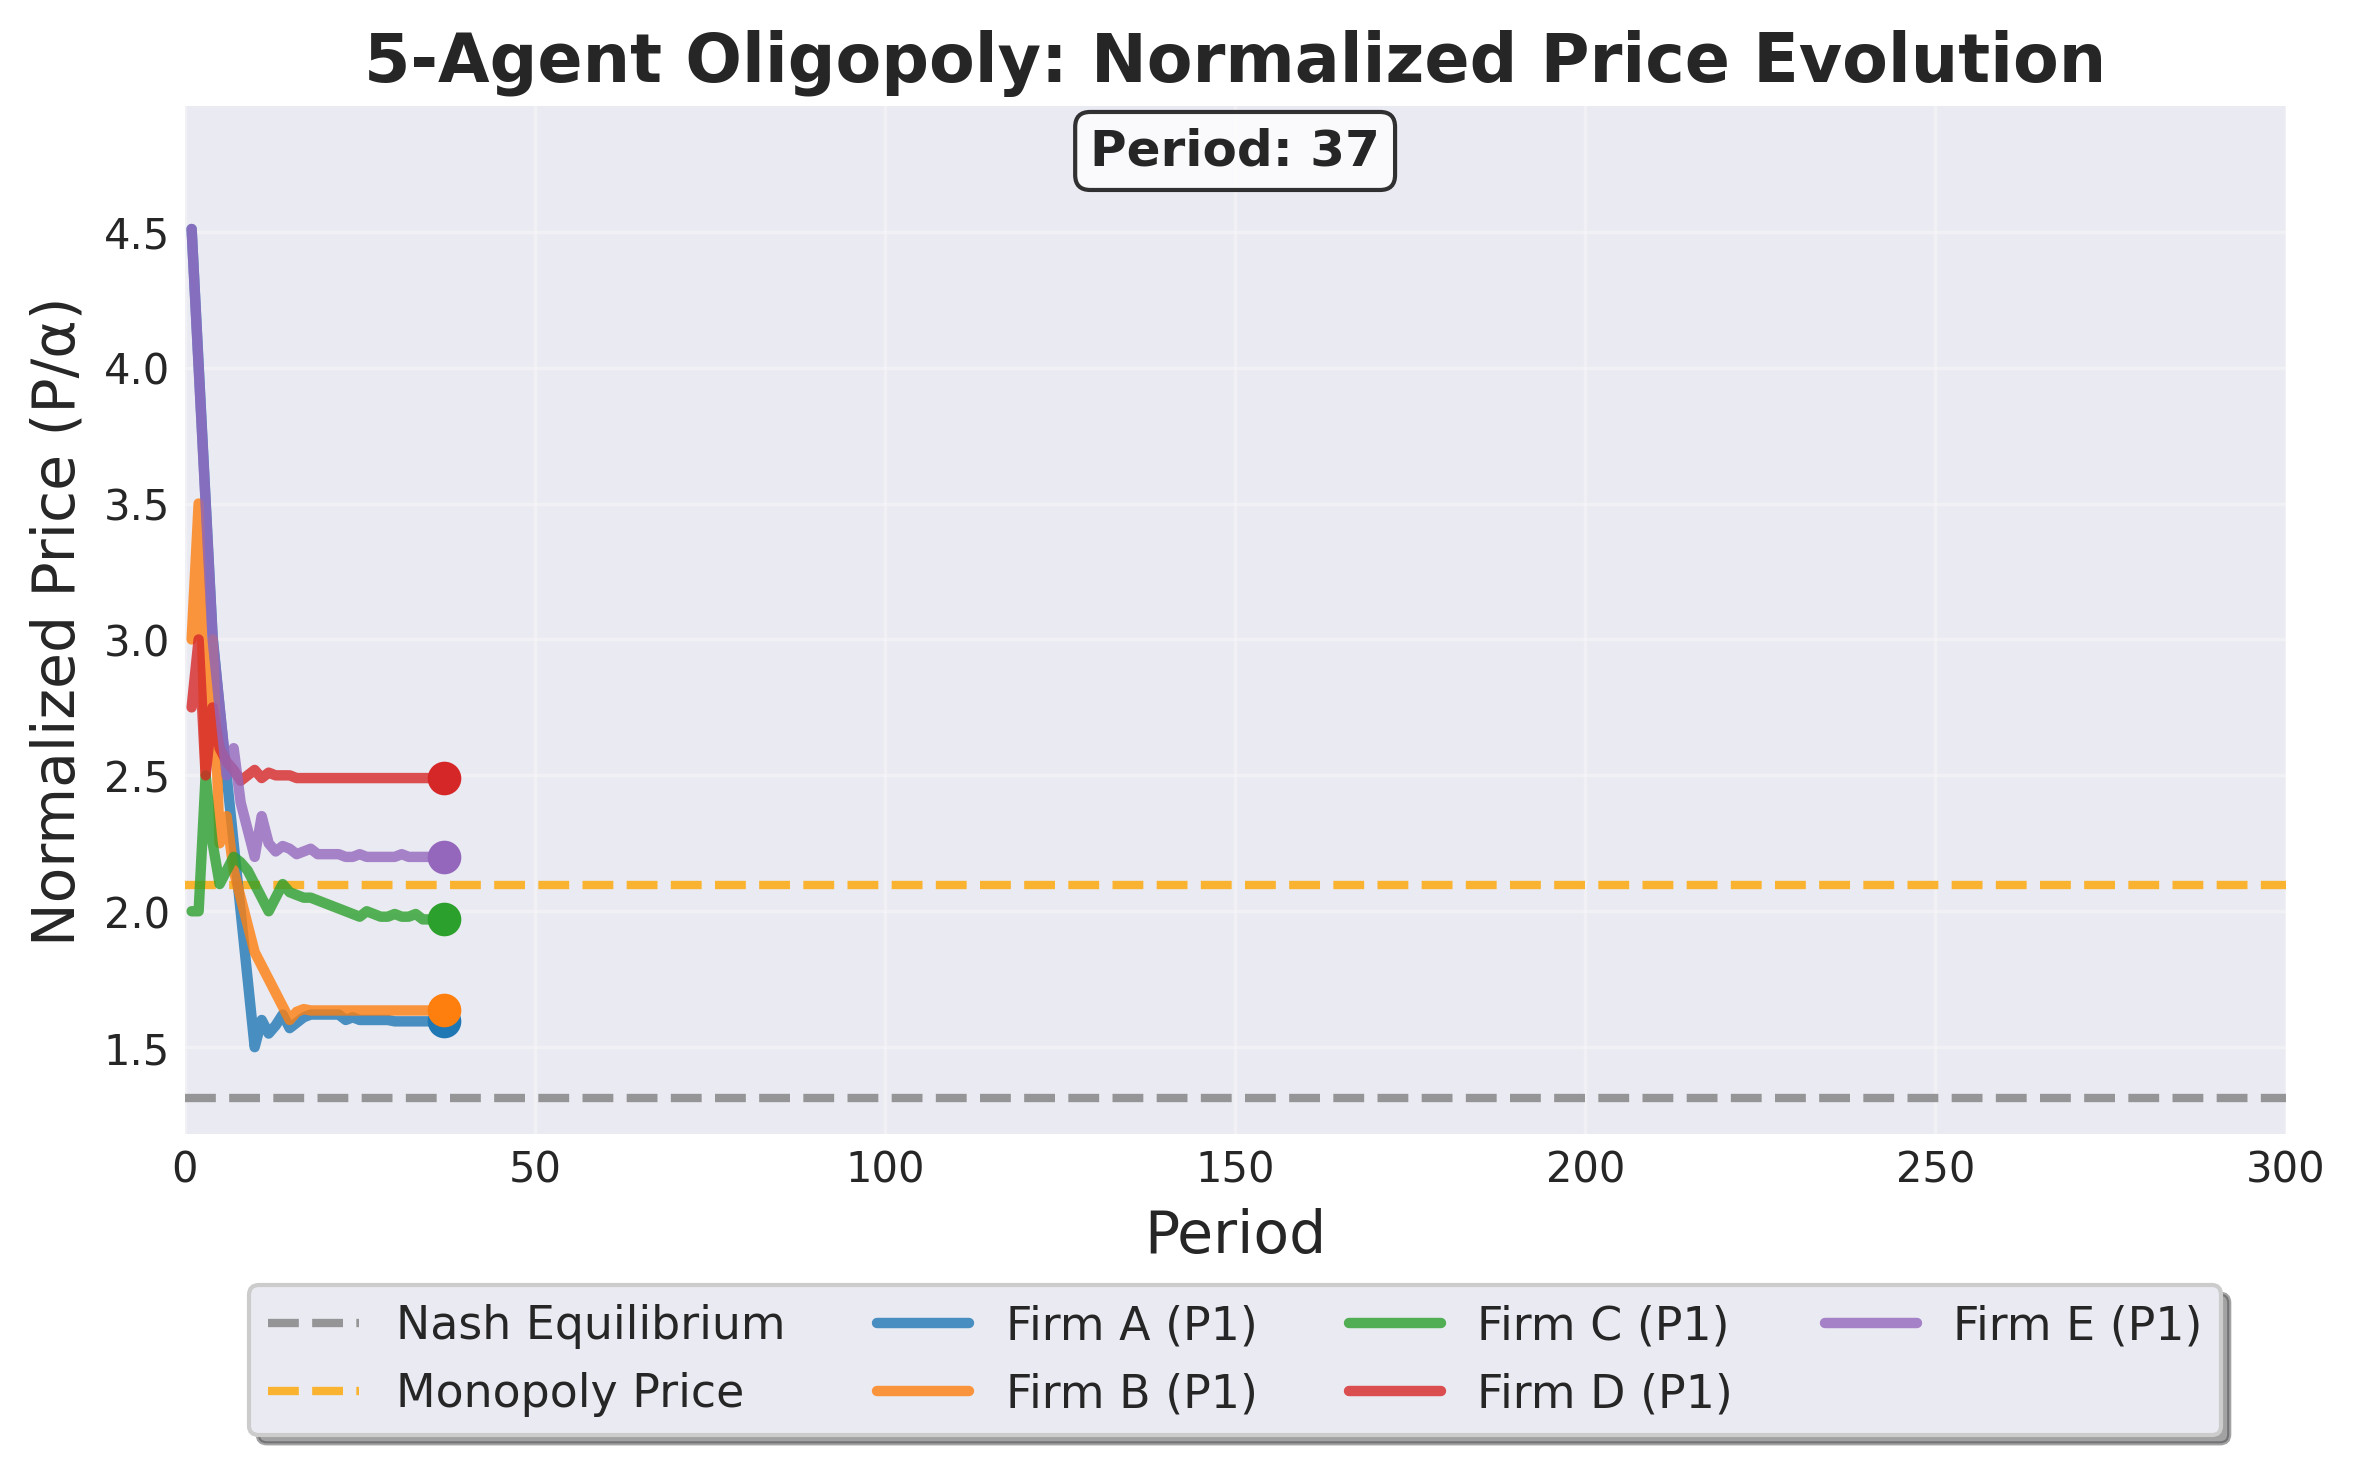 5-Agent Oligopoly: Normalized Price Evolution
Period: 37
Normalized Price (P/α)
4.5
4.0
3.5
3.0
2.5
2.0
1.5
0 50 100 150 200 250 300
Period
Nash Equilibrium Firm A (P1) Firm C (P1) Firm E (P1)
Monopoly Price Firm B (P1) Firm D (P1)